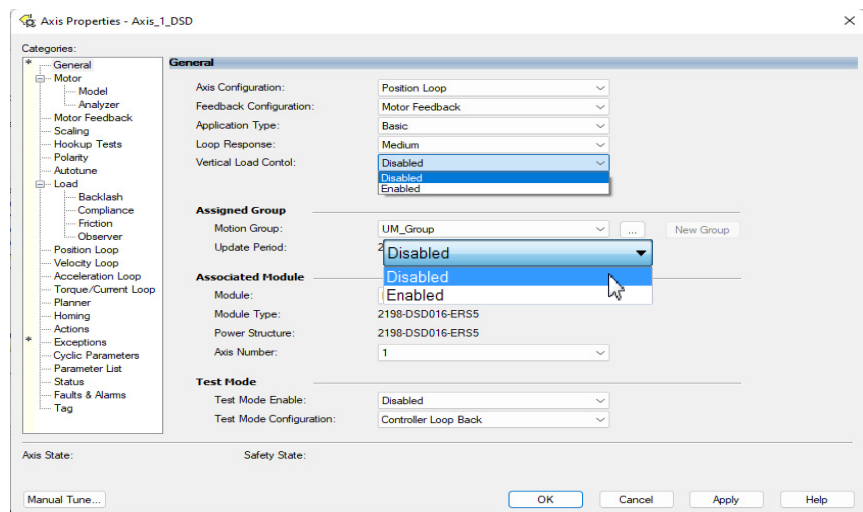 Axis Properties - Axis_1_DSD
Categories:
* General
Motor
Model
Analyzer
Motor Feedback
Scaling
Hookup Tests
Polarity
Autotune
Load
Backlash
Compliance
Friction
Observer
Position Loop
Velocity Loop
Acceleration Loop
Torque/Current Loop
Planner
Homing
Actions
* Exceptions
Cyclic Parameters
Parameter List
Status
Faults & Alarms
Tag
General
Axis Configuration: Position Loop
Feedback Configuration: Motor Feedback
Application Type: Basic
Loop Response: Medium
Vertical Load Contol: Disabled
Disabled
Enabled
Assigned Group
Motion Group: UM_Group ... New Group
Update Period: 2
Disabled
Disabled
Enabled
Associated Module
Module:
Module Type: 2198-DSD016-ERS5
Power Structure: 2198-DSD016-ERS5
Axis Number: 1
Test Mode
Test Mode Enable: Disabled
Test Mode Configuration: Controller Loop Back
Axis State: Safety State:
Manual Tune... OK Cancel Apply Help